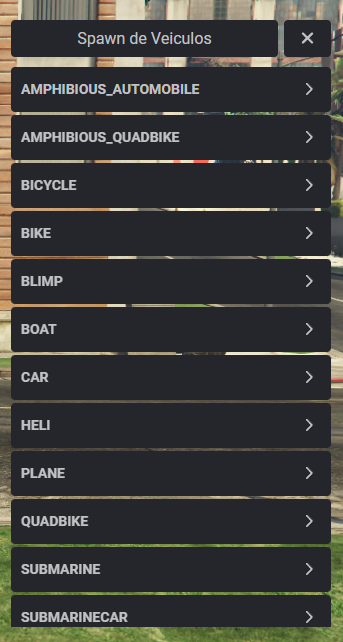 Spawn de Veiculos
AMPHIBIOUS_AUTOMOBILE
AMPHIBIOUS_QUADBIKE
BICYCLE
BIKE
BLIMP
BOAT
CAR
HELI
PLANE
QUADBIKE
SUBMARINE
SUBMARINECAR